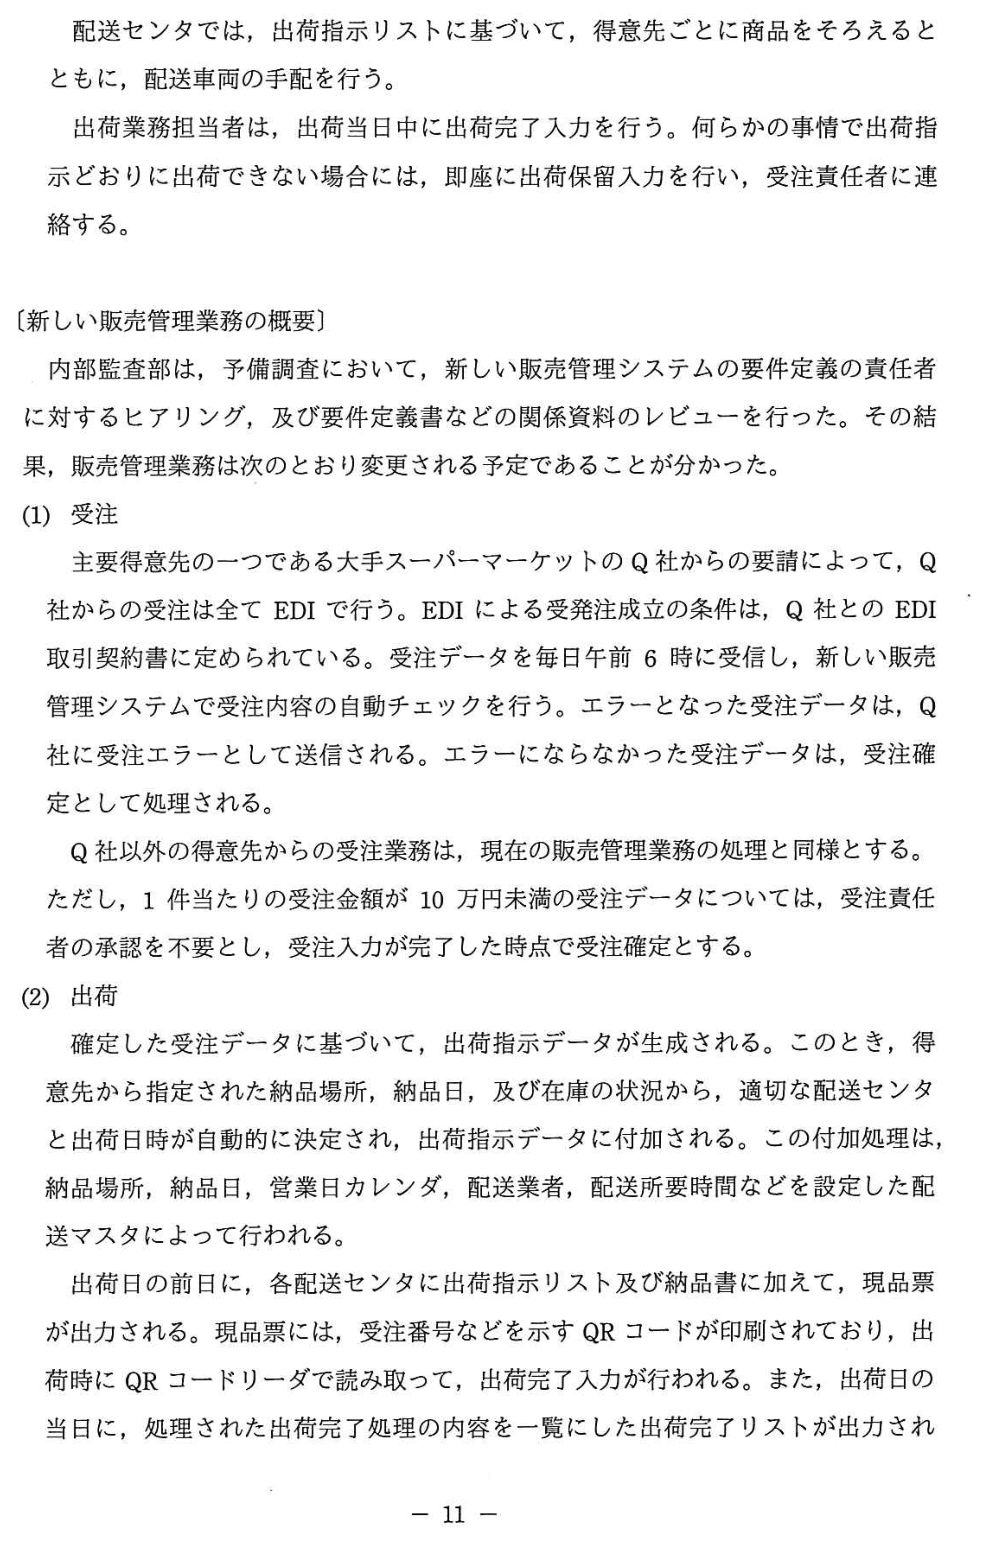 配送センタでは，出荷指示リストに基づいて，得意先ごとに商品をそろえると
ともに，配送車両の手配を行う。
出荷業務担当者は，出荷当日中に出荷完了入力を行う。何らかの事情で出荷指
示どおりに出荷できない場合には，即座に出荷保留入力を行い，受注責任者に連
絡する。
〔新しい販売管理業務の概要〕
内部監査部は，予備調査において，新しい販売管理システムの要件定義の責任者
に対するヒアリング，及び要件定義書などの関係資料のレビューを行った。その結
果，販売管理業務は次のとおり変更される予定であることが分かった。
(1) 受注
主要得意先の一つである大手スーパーマーケットの Q 社からの要請によって，Q
社からの受注は全て EDI で行う。EDI による受発注成立の条件は，Q 社との EDI
取引契約書に定められている。受注データを毎日午前 6 時に受信し，新しい販売
管理システムで受注内容の自動チェックを行う。エラーとなった受注データは，Q
社に受注エラーとして送信される。エラーにならなかった受注データは，受注確
定として処理される。
Q 社以外の得意先からの受注業務は，現在の販売管理業務の処理と同様とする。
ただし，1 件当たりの受注金額が 10 万円未満の受注データについては，受注責任
者の承認を不要とし，受注入力が完了した時点で受注確定とする。
(2) 出荷
確定した受注データに基づいて，出荷指示データが生成される。このとき，得
意先から指定された納品場所，納品日，及び在庫の状況から，適切な配送センタ
と出荷日時が自動的に決定され，出荷指示データに付加される。この付加処理は，
納品場所，納品日，営業日カレンダ，配送業者，配送所要時間などを設定した配
送マスタによって行われる。
出荷日の前日に，各配送センタに出荷指示リスト及び納品書に加えて，現品票
が出力される。現品票には，受注番号などを示す QR コードが印刷されており，出
荷時に QR コードリーダで読み取って，出荷完了入力が行われる。また，出荷日の
当日に，処理された出荷完了処理の内容を一覧にした出荷完了リストが出力され
－ 11 －